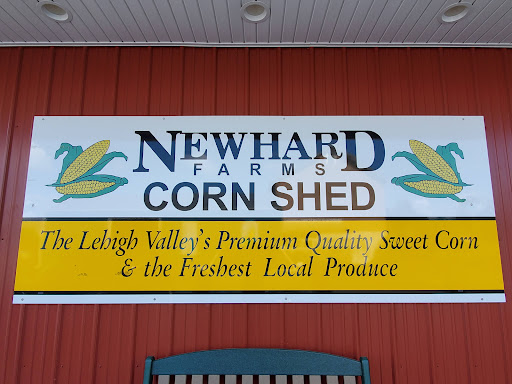 NEWHARD
FARMS
CORN SHED
The Lehigh Valley's Premium Quality Sweet Corn
& the Freshest Local Produce